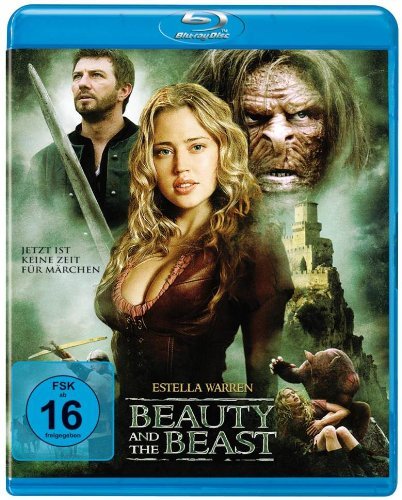 Blu-ray Disc
JETZT IST
KEINE ZEIT
FÜR MÄRCHEN
ESTELLA WARREN
BEAUTY
AND THE BEAST
FSK
ab
16
freigegeben